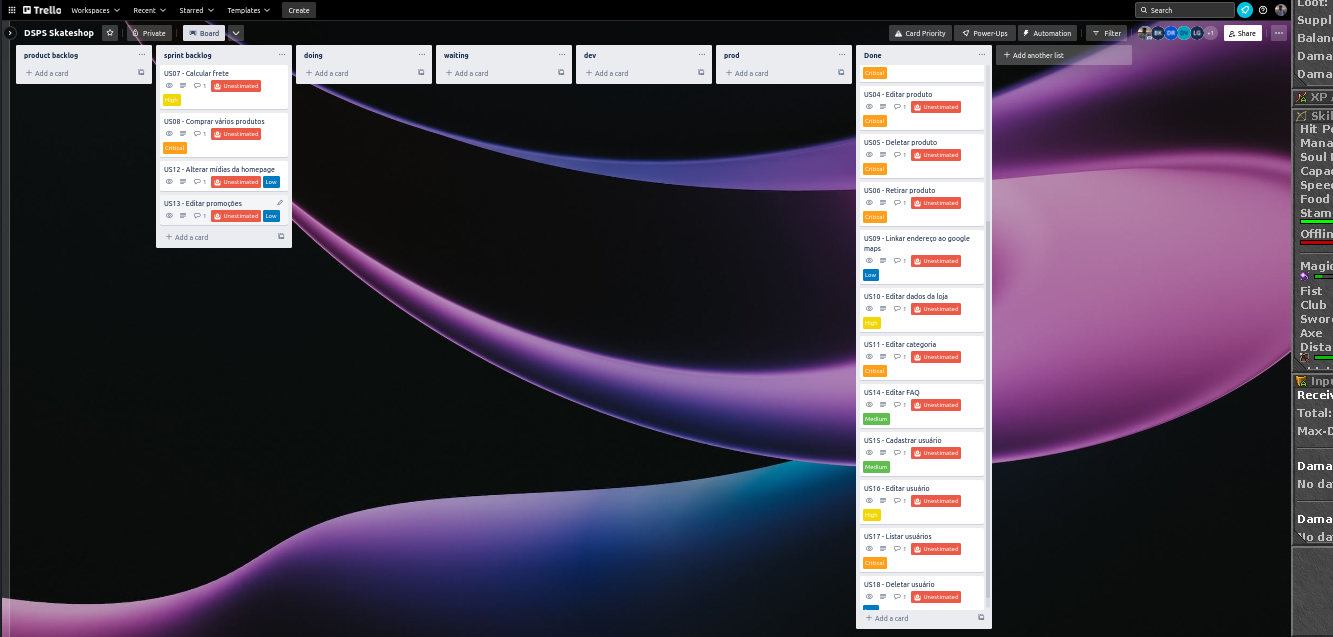 Trello
Workspaces
Recent
Starred
Templates
Create
Search
DSPS Skateshop
Private
Board
Card Priority
Power-Ups
Automation
Filter
BK
DR
LG
+1
Share
product backlog
+ Add a card
sprint backlog
US07 - Calcular frete
1 Unestimated
High
US08 - Comprar vários produtos
1 Unestimated
Critical
US12 - Alterar mídias da homepage
1 Unestimated Low
US13 - Editar promoções
1 Unestimated Low
+ Add a card
doing
+ Add a card
waiting
+ Add a card
dev
+ Add a card
prod
+ Add a card
Done
Critical
US04 - Editar produto
1 Unestimated
Critical
US05 - Deletar produto
1 Unestimated
Critical
US06 - Retirar produto
1 Unestimated
Critical
US09 - Linkar endereço ao google
maps
1 Unestimated
Low
US10 - Editar dados da loja
1 Unestimated
High
US11 - Editar categoria
1 Unestimated
Critical
US14 - Editar FAQ
1 Unestimated
Medium
US15 - Cadastrar usuário
1 Unestimated
Medium
US16 - Editar usuário
1 Unestimated
High
US17 - Listar usuários
1 Unestimated
Critical
US18 - Deletar usuário
1 Unestimated
+ Add a card
+ Add another list
Loot:
Suppl
Balan
Dama
Dama
XP
Skil
Hit Po
Mana
Soul
Capac
Speed
Food
Stam
Offlin
Magic
Fist
Club
Sword
Axe
Dista
Inpu
Receiv
Total:
Max-D
Dama
No da
Dama
No da